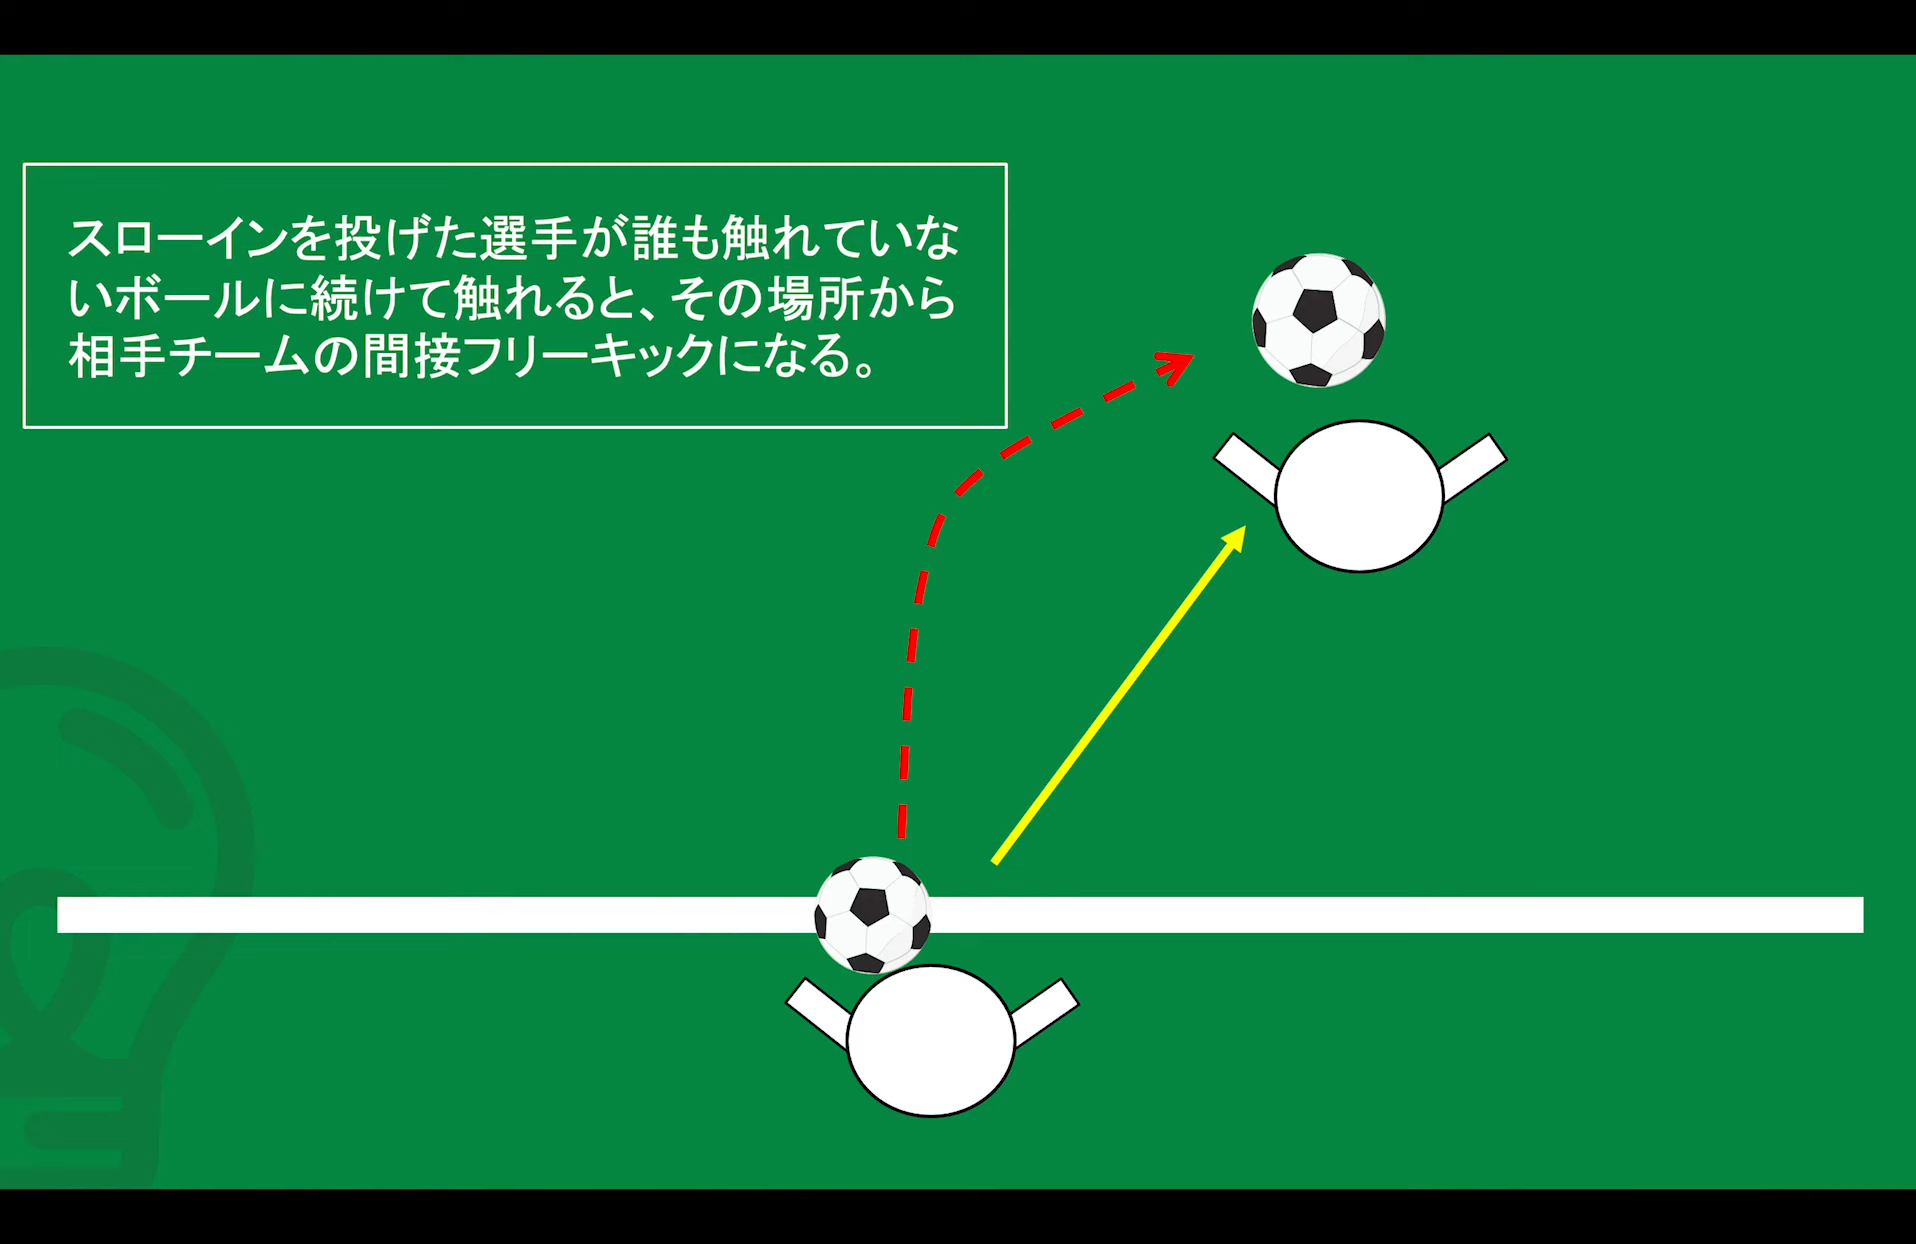 スローインを投げた選手が誰も触れていな
いボールに続けて触れると、その場所から
相手チームの間接フリーキックになる。